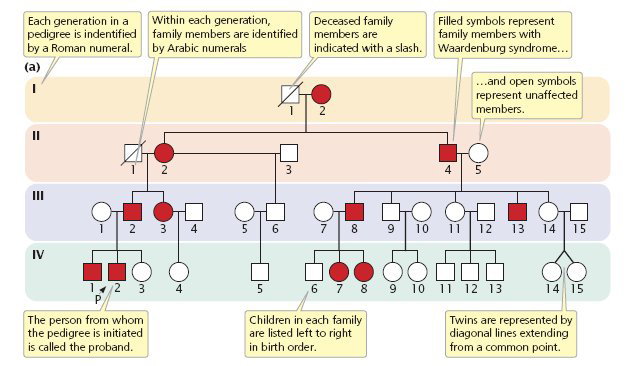 Each generation in a
pedigree is indentified
by a Roman numeral.
Within each generation,
family members are identified
by Arabic numerals
Deceased family
members are
indicated with a slash.
Filled symbols represent
family members with
Waardenburg syndrome…
…and open symbols
represent unaffected
members.
(a)
I
1 2
II
1 2 3 4 5
III
1 2 3 4 5 6 7 8 9 10 11 12 13 14 15
IV
1 2 3 4 5 6 7 8 9 10 11 12 13 14 15
P
The person from whom
the pedigree is initiated
is called the proband.
Children in each family
are listed left to right
in birth order.
Twins are represented by
diagonal lines extending
from a common point.